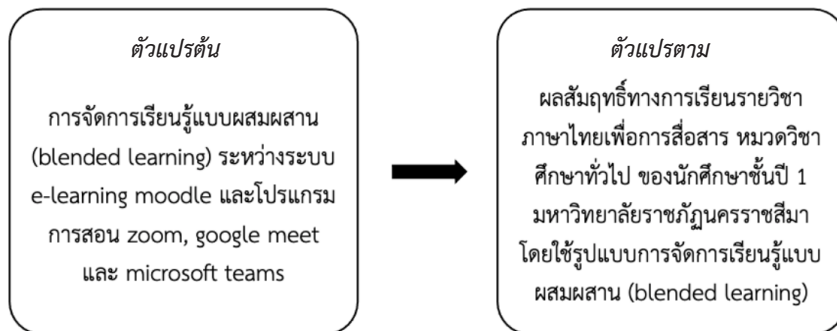 ตัวแปรต้น
การจัดการเรียนรู้แบบผสมผสาน
(blended learning) ระหว่างระบบ
e-learning moodle และโปรแกรม
การสอน zoom, google meet
และ microsoft teams
ตัวแปรตาม
ผลสัมฤทธิ์ทางการเรียนรายวิชา
ภาษาไทยเพื่อการสื่อสาร หมวดวิชา
ศึกษาทั่วไป ของนักศึกษาชั้นปี 1
มหาวิทยาลัยราชภัฏนครราชสีมา
โดยใช้รูปแบบการจัดการเรียนรู้แบบ
ผสมผสาน (blended learning)